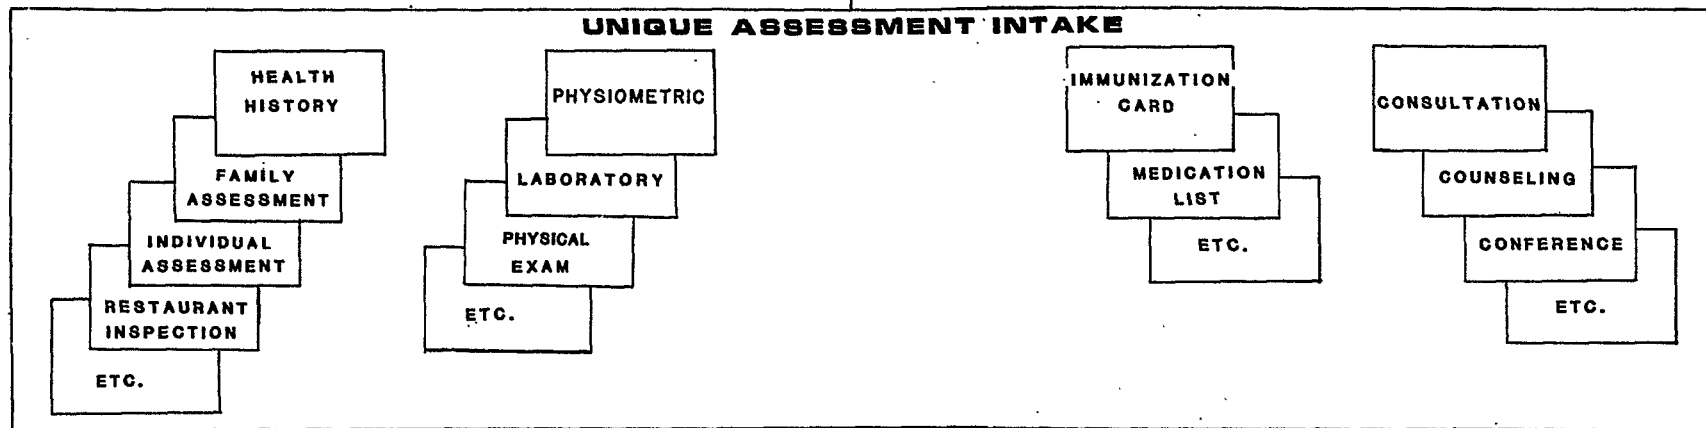 UNIQUE ASSESSMENT INTAKE
HEALTH
HISTORY
FAMILY
ASSESSMENT
INDIVIDUAL
ASSESSMENT
RESTAURANT
INSPECTION
ETC.
PHYSIOMETRIC
LABORATORY
PHYSICAL
EXAM
ETC.
IMMUNIZATION
CARD
MEDICATION
LIST
ETC.
CONSULTATION
COUNSELING
CONFERENCE
ETC.